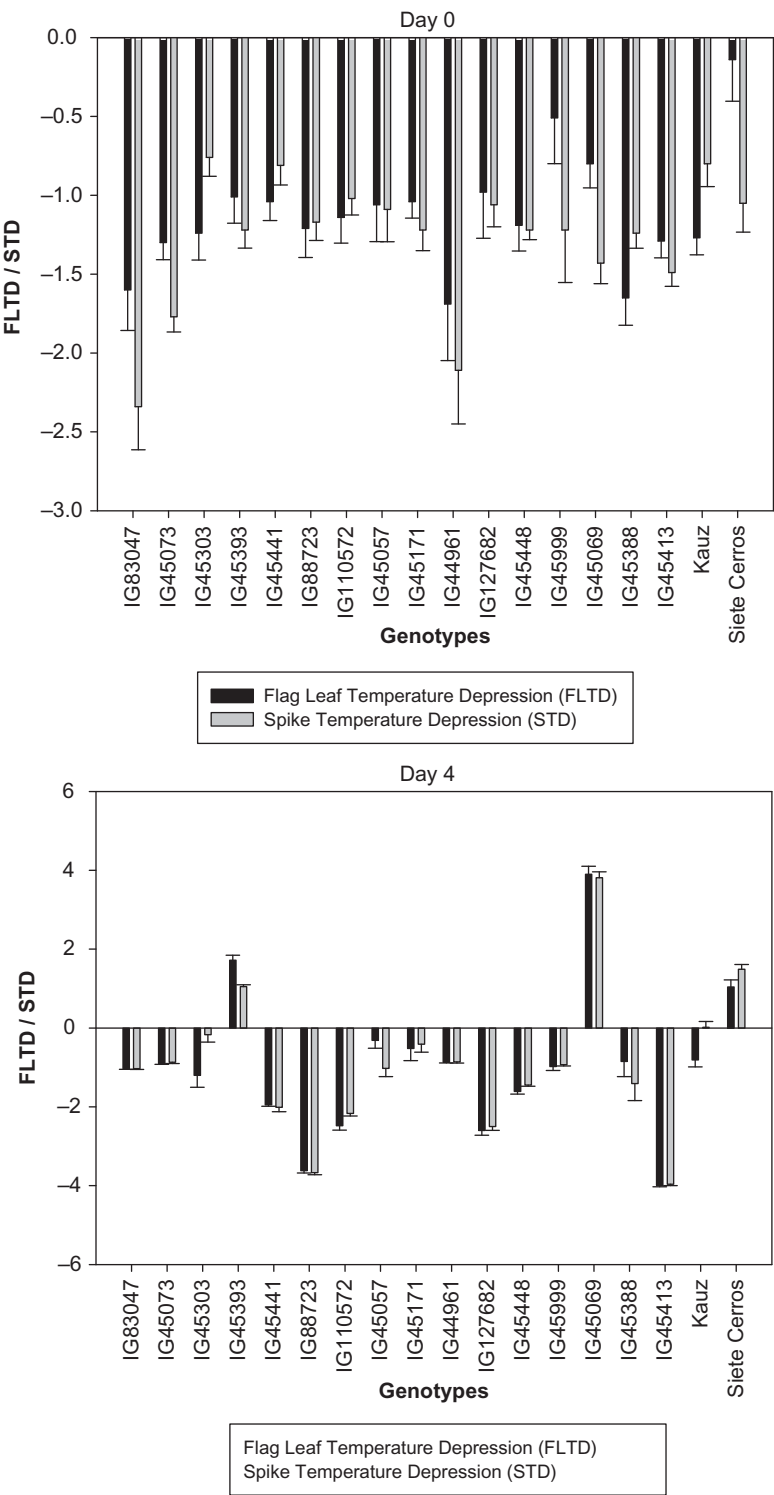 Day 0
0.0
–0.5
–1.0
–1.5
–2.0
–2.5
–3.0
FLTD / STD
IG83047
IG45073
IG45303
IG45393
IG45441
IG88723
IG110572
IG45057
IG45171
IG44961
IG127682
IG45448
IG45999
IG45069
IG45388
IG45413
Kauz
Siete Cerros
Genotypes
Flag Leaf Temperature Depression (FLTD)
Spike Temperature Depression (STD)
Day 4
6
4
2
0
–2
–4
–6
FLTD / STD
IG83047
IG45073
IG45303
IG45393
IG45441
IG88723
IG110572
IG45057
IG45171
IG44961
IG127682
IG45448
IG45999
IG45069
IG45388
IG45413
Kauz
Siete Cerros
Genotypes
Flag Leaf Temperature Depression (FLTD)
Spike Temperature Depression (STD)